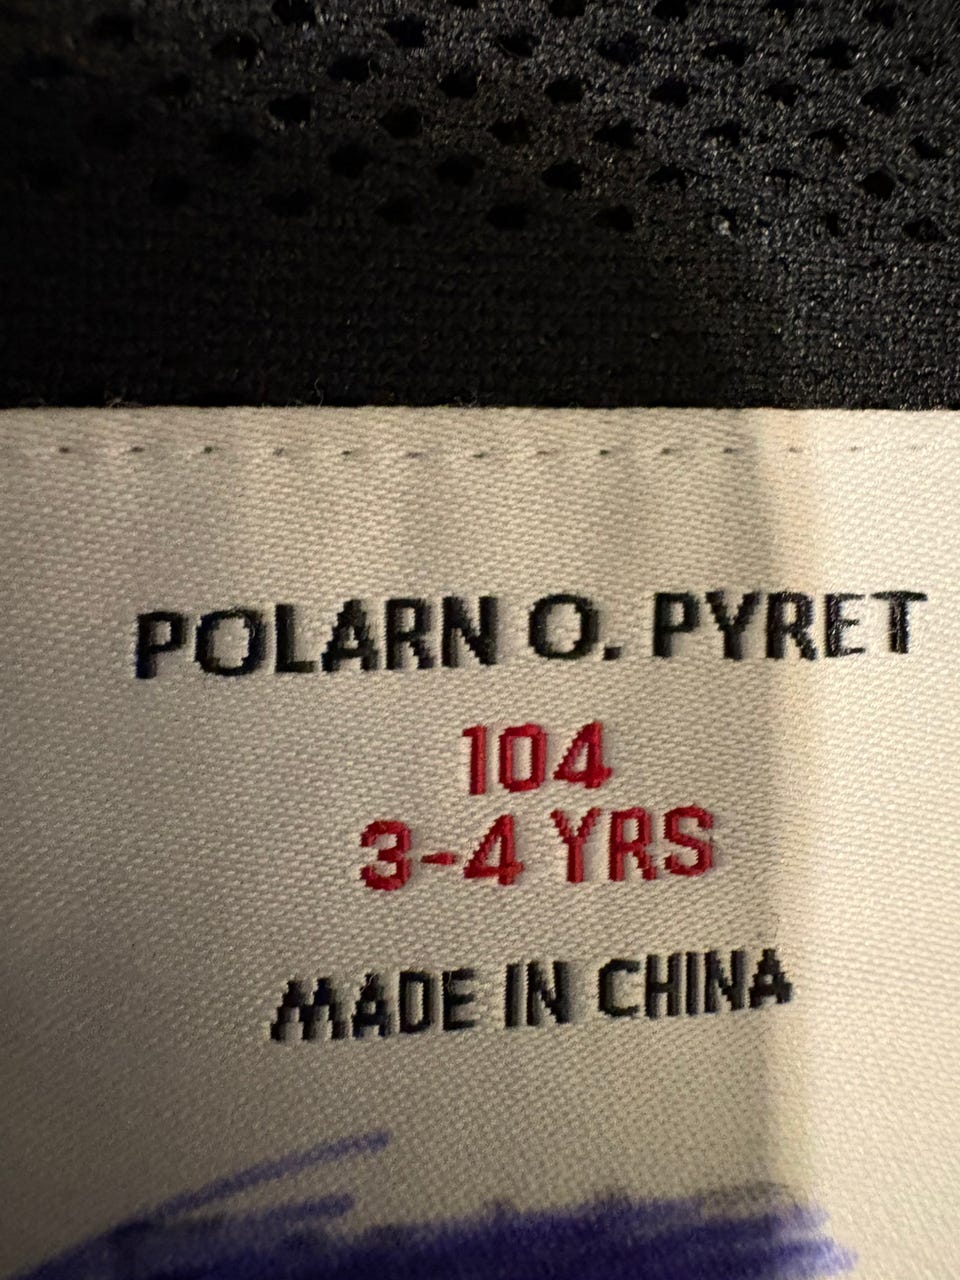 POLARN O. PYRET
104
3-4 YRS
MADE IN CHINA